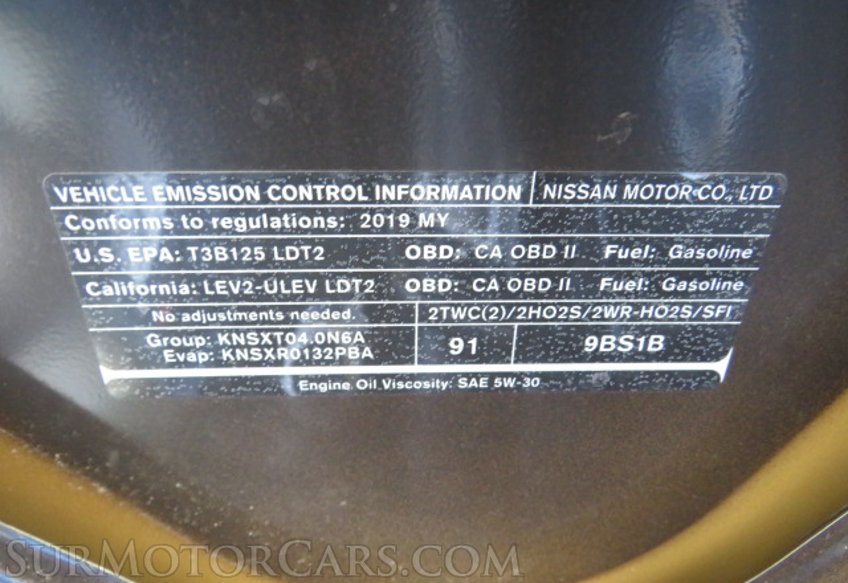 VEHICLE EMISSION CONTROL INFORMATION NISSAN MOTOR CO., LTD
Conforms to regulations: 2019 MY
U.S. EPA: T3B125 LDT2 OBD: CA OBD II Fuel: Gasoline
California: LEV2-ULEV LDT2 OBD: CA OBD II Fuel: Gasoline
No adjustments needed. 2TWC(2)/2HO2S/2WR-HO2S/SFI
Group: KNSXT04.0N6A
Evap: KNSXR0132PBA
91 9BS1B
Engine Oil Viscosity: SAE 5W-30
SurMotorCars.com